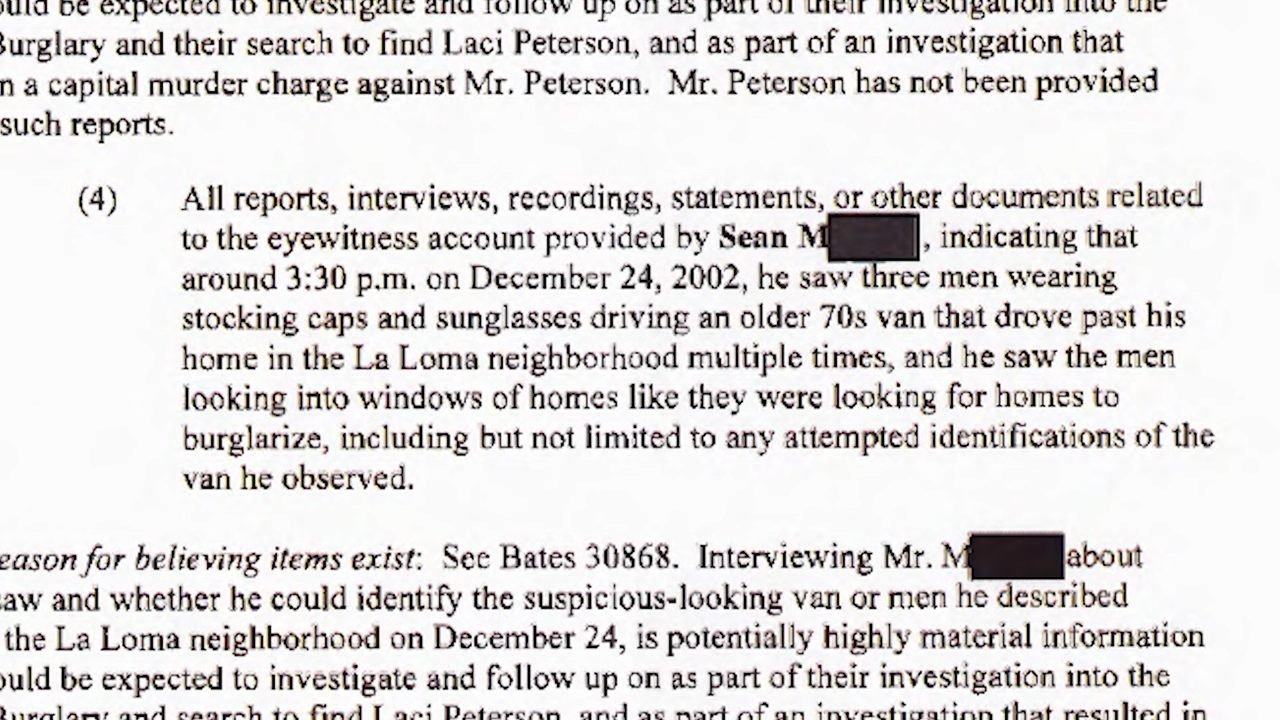 ould be expected to investigate and follow up on as part of their investigation into the
Burglary and their search to find Laci Peterson, and as part of an investigation that
n a capital murder charge against Mr. Peterson. Mr. Peterson has not been provided
such reports.
(4) All reports, interviews, recordings, statements, or other documents related
to the eyewitness account provided by Sean M , indicating that
around 3:30 p.m. on December 24, 2002, he saw three men wearing
stocking caps and sunglasses driving an older 70s van that drove past his
home in the La Loma neighborhood multiple times, and he saw the men
looking into windows of homes like they were looking for homes to
burglarize, including but not limited to any attempted identifications of the
van he observed.
eason for believing items exist: See Bates 30868. Interviewing Mr. M about
aw and whether he could identify the suspicious-looking van or men he described
the La Loma neighborhood on December 24, is potentially highly material information
ould be expected to investigate and follow up on as part of their investigation into the
Burglary and search to find Laci Peterson, and as part of an investigation that resulted in